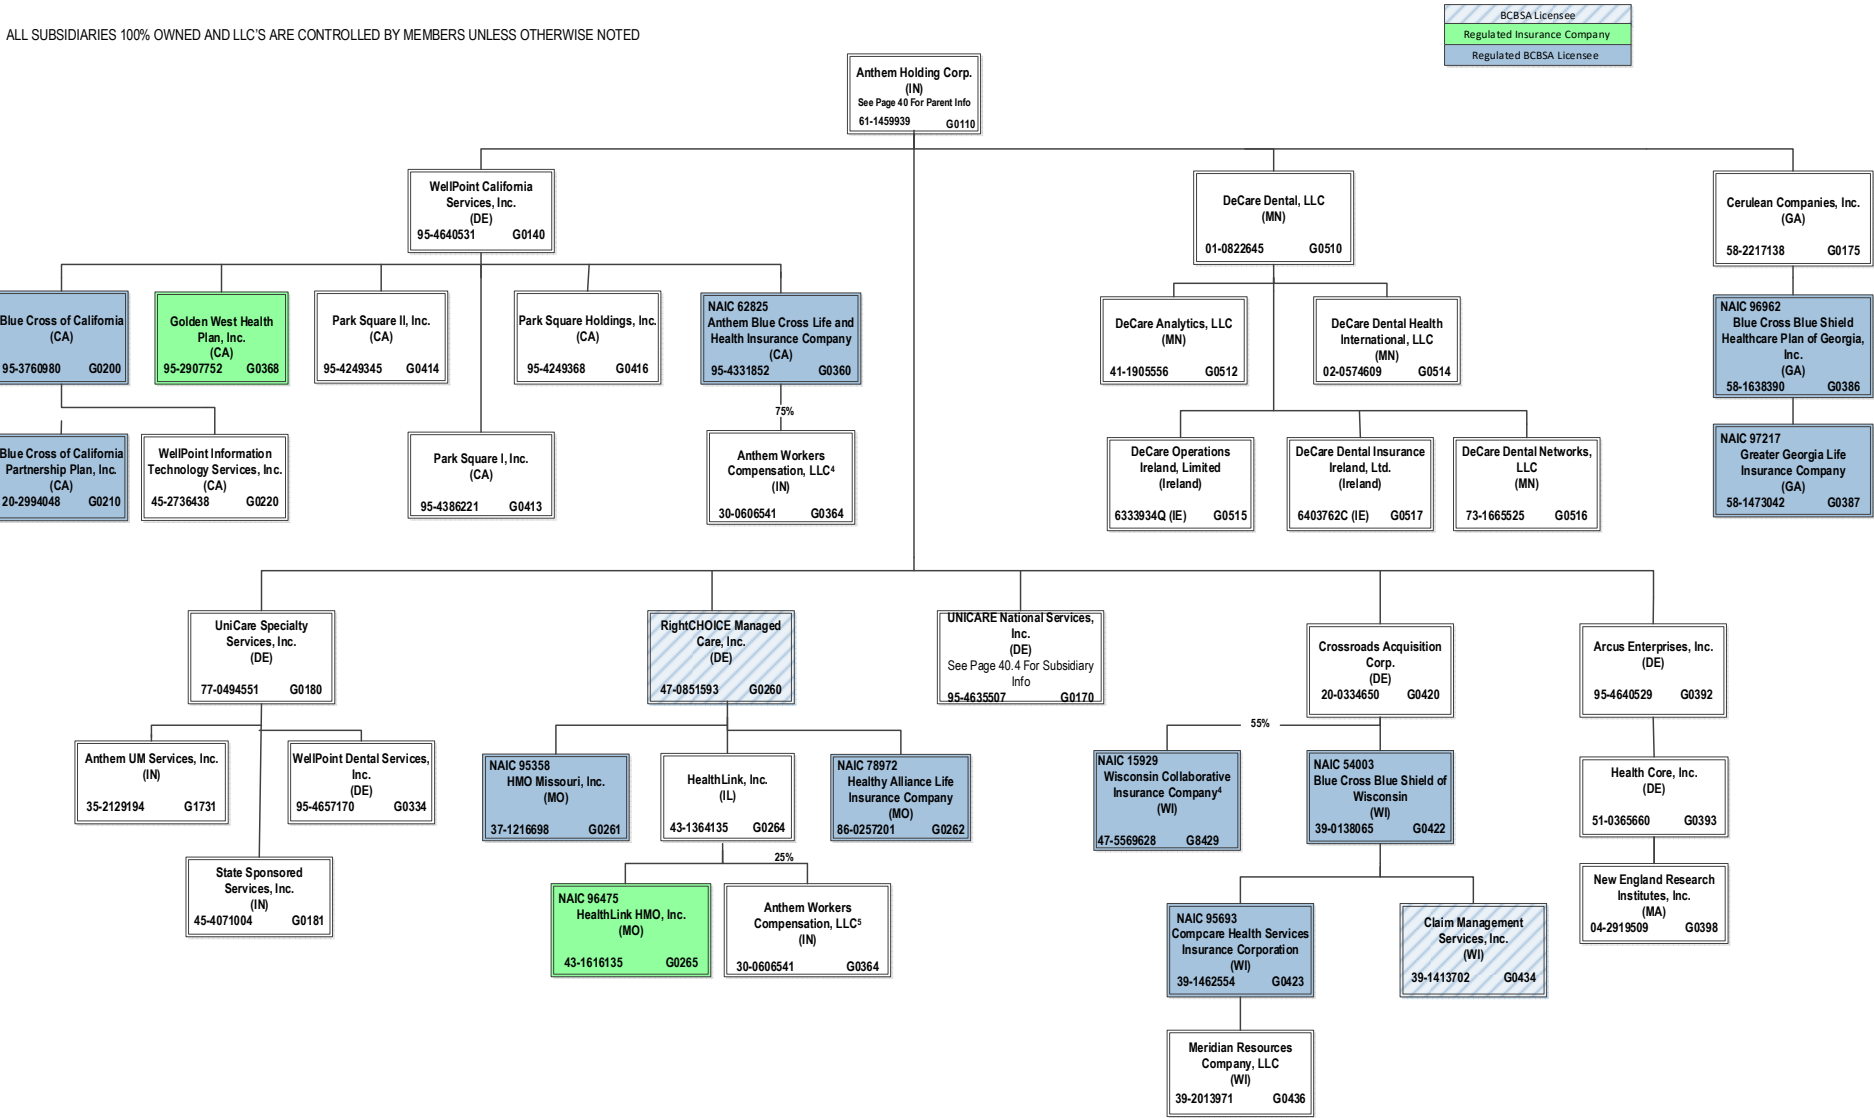 ALL SUBSIDIARIES 100% OWNED AND LLC'S ARE CONTROLLED BY MEMBERS UNLESS OTHERWISE NOTED
BCBSA Licensee
Regulated Insurance Company
Regulated BCBSA Licensee
Anthem Holding Corp.
(IN)
See Page 40 For Parent Info
61-1459939 G0110
WellPoint California
Services, Inc.
(DE)
95-4640531 G0140
DeCare Dental, LLC
(MN)
01-0822645 G0510
Cerulean Companies, Inc.
(GA)
58-2217138 G0175
Blue Cross of California
(CA)
95-3760980 G0200
Golden West Health
Plan, Inc.
(CA)
95-2907752 G0368
Park Square II, Inc.
(CA)
95-4249345 G0414
Park Square Holdings, Inc.
(CA)
95-4249368 G0416
NAIC 62825
Anthem Blue Cross Life and
Health Insurance Company
(CA)
95-4331852 G0360
DeCare Analytics, LLC
(MN)
41-1905556 G0512
DeCare Dental Health
International, LLC
(MN)
02-0574609 G0514
NAIC 96962
Blue Cross Blue Shield
Healthcare Plan of Georgia,
Inc.
(GA)
58-1638390 G0386
75%
Blue Cross of California
Partnership Plan, Inc.
(CA)
20-2994048 G0210
WellPoint Information
Technology Services, Inc.
(CA)
45-2736438 G0220
Park Square I, Inc.
(CA)
95-4386221 G0413
Anthem Workers
Compensation, LLC⁴
(IN)
30-0606541 G0364
DeCare Operations
Ireland, Limited
(Ireland)
6333934Q (IE) G0515
DeCare Dental Insurance
Ireland, Ltd.
(Ireland)
6403762C (IE) G0517
DeCare Dental Networks,
LLC
(MN)
73-1665525 G0516
NAIC 97217
Greater Georgia Life
Insurance Company
(GA)
58-1473042 G0387
UniCare Specialty
Services, Inc.
(DE)
77-0494551 G0180
RightCHOICE Managed
Care, Inc.
(DE)
47-0851593 G0260
UNICARE National Services,
Inc.
(DE)
See Page 40.4 For Subsidiary
Info
95-4635507 G0170
Crossroads Acquisition
Corp.
(DE)
20-0334650 G0420
Arcus Enterprises, Inc.
(DE)
95-4640529 G0392
55%
Anthem UM Services, Inc.
(IN)
35-2129194 G1731
WellPoint Dental Services,
Inc.
(DE)
95-4657170 G0334
NAIC 95358
HMO Missouri, Inc.
(MO)
37-1216698 G0261
HealthLink, Inc.
(IL)
43-1364135 G0264
NAIC 78972
Healthy Alliance Life
Insurance Company
(MO)
86-0257201 G0262
NAIC 15929
Wisconsin Collaborative
Insurance Company⁴
(WI)
47-5569628 G8429
NAIC 54003
Blue Cross Blue Shield of
Wisconsin
(WI)
39-0138065 G0422
Health Core, Inc.
(DE)
51-0365660 G0393
25%
State Sponsored
Services, Inc.
(IN)
45-4071004 G0181
NAIC 96475
HealthLink HMO, Inc.
(MO)
43-1616135 G0265
Anthem Workers
Compensation, LLC⁵
(IN)
30-0606541 G0364
NAIC 95693
Compcare Health Services
Insurance Corporation
(WI)
39-1462554 G0423
Claim Management
Services, Inc.
(WI)
39-1413702 G0434
New England Research
Institutes, Inc.
(MA)
04-2919509 G0398
Meridian Resources
Company, LLC
(WI)
39-2013971 G0436